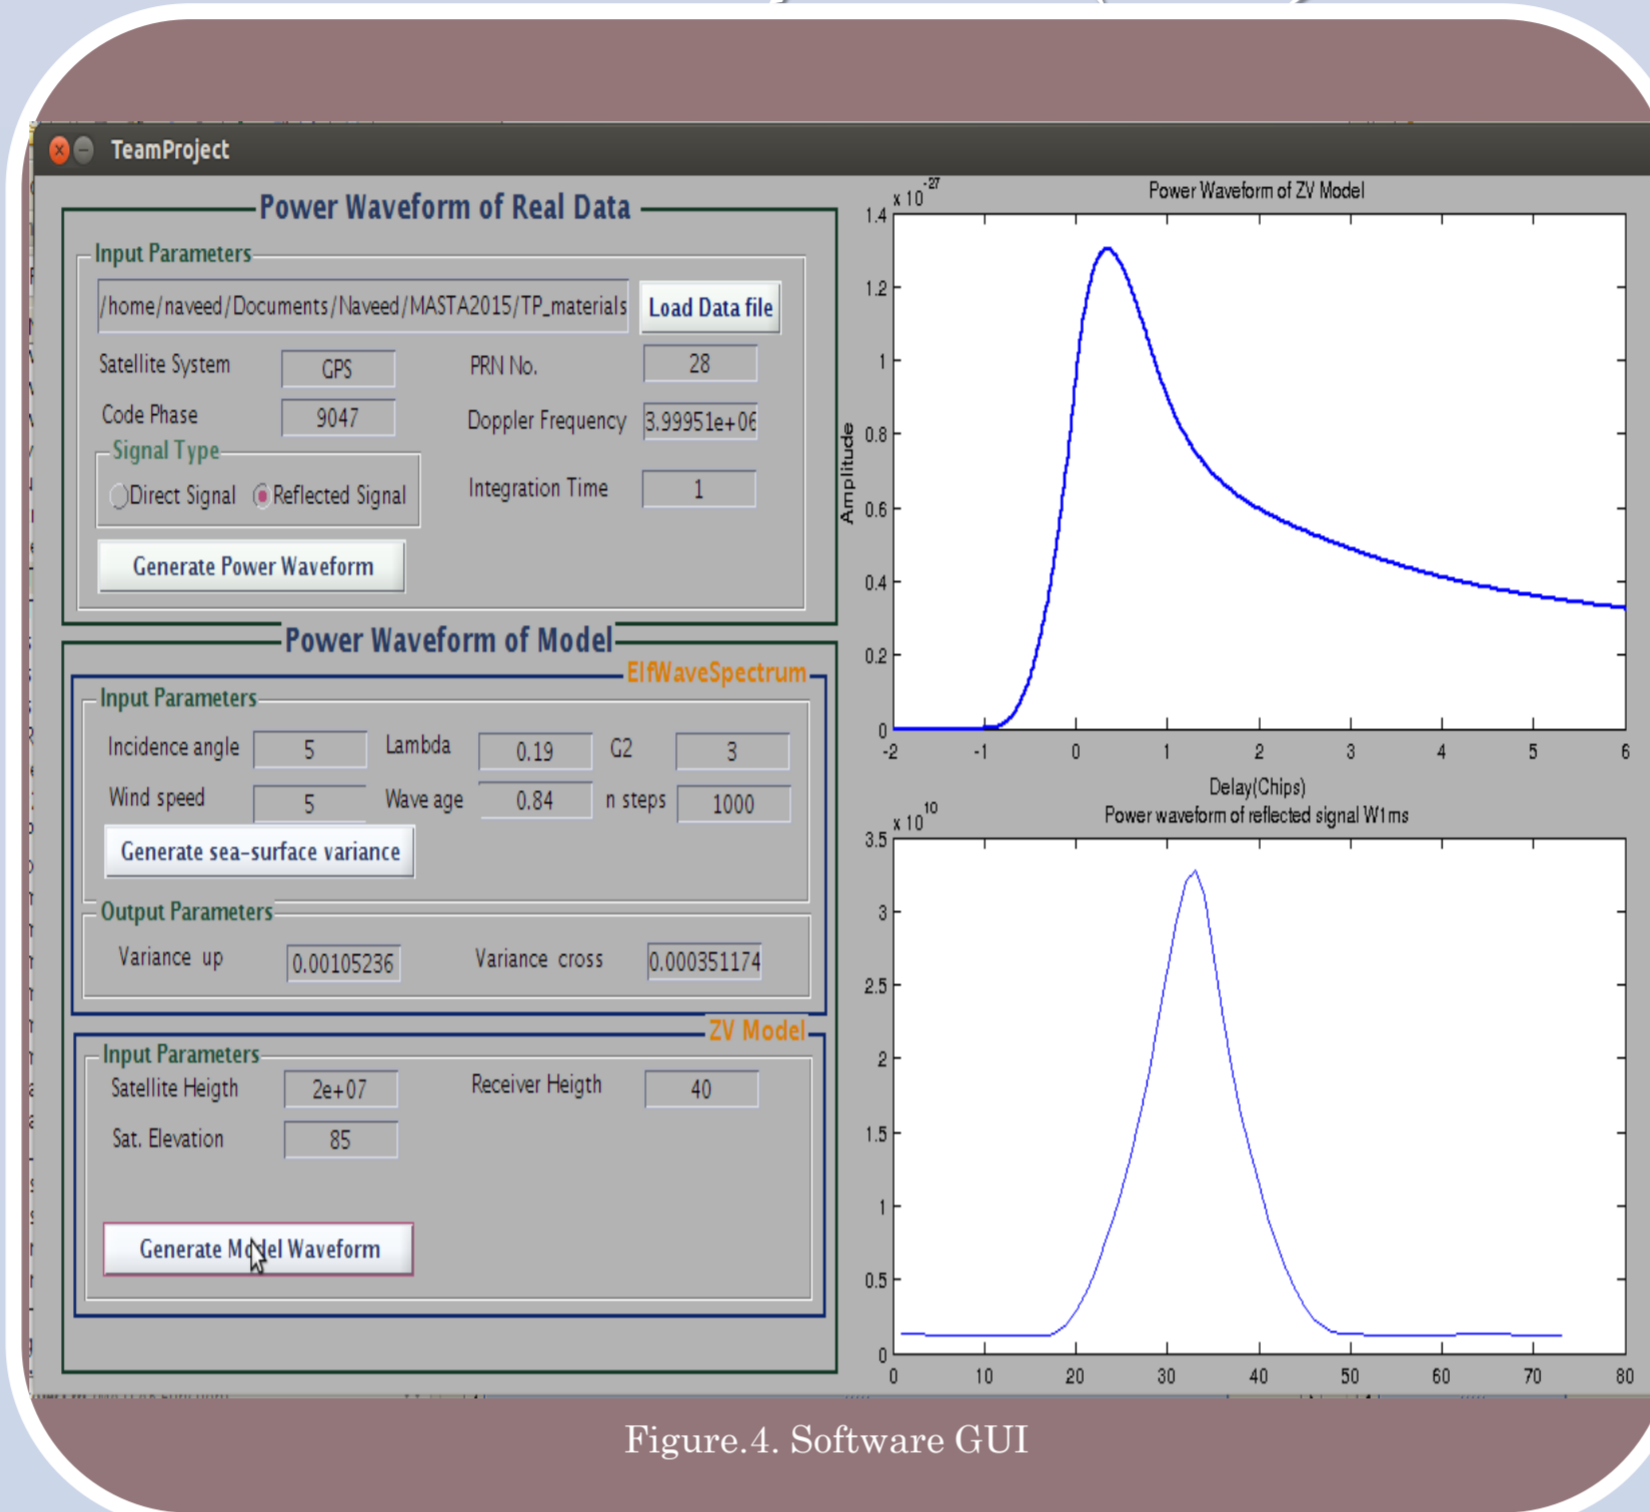 TeamProject
Power Waveform of Real Data
Input Parameters
/home/naveed/Documents/Naveed/MASTA2015/TP_materials
Load Data file
Satellite System
GPS
PRN No.
28
Code Phase
9047
Doppler Frequency
3.99951e+06
Signal Type
Direct Signal
Reflected Signal
Integration Time
1
Generate Power Waveform
Power Waveform of Model
ElfWaveSpectrum
Input Parameters
Incidence angle
5
Lambda
0.19
G2
3
Wind speed
5
Wave age
0.84
n steps
1000
Generate sea-surface variance
Output Parameters
Variance up
0.00105236
Variance cross
0.000351174
ZV Model
Input Parameters
Satellite Heigth
2e+07
Receiver Heigth
40
Sat. Elevation
85
Generate Model Waveform
x 10^-27
Power Waveform of ZV Model
1.4
1.2
1
0.8
0.6
0.4
0.2
0
Amplitude
-2 -1 0 1 2 3 4 5 6
Delay(Chips)
Power waveform of reflected signal W1ms
x 10^10
3.5
3
2.5
2
1.5
1
0.5
0
0 10 20 30 40 50 60 70 80
Figure.4. Software GUI